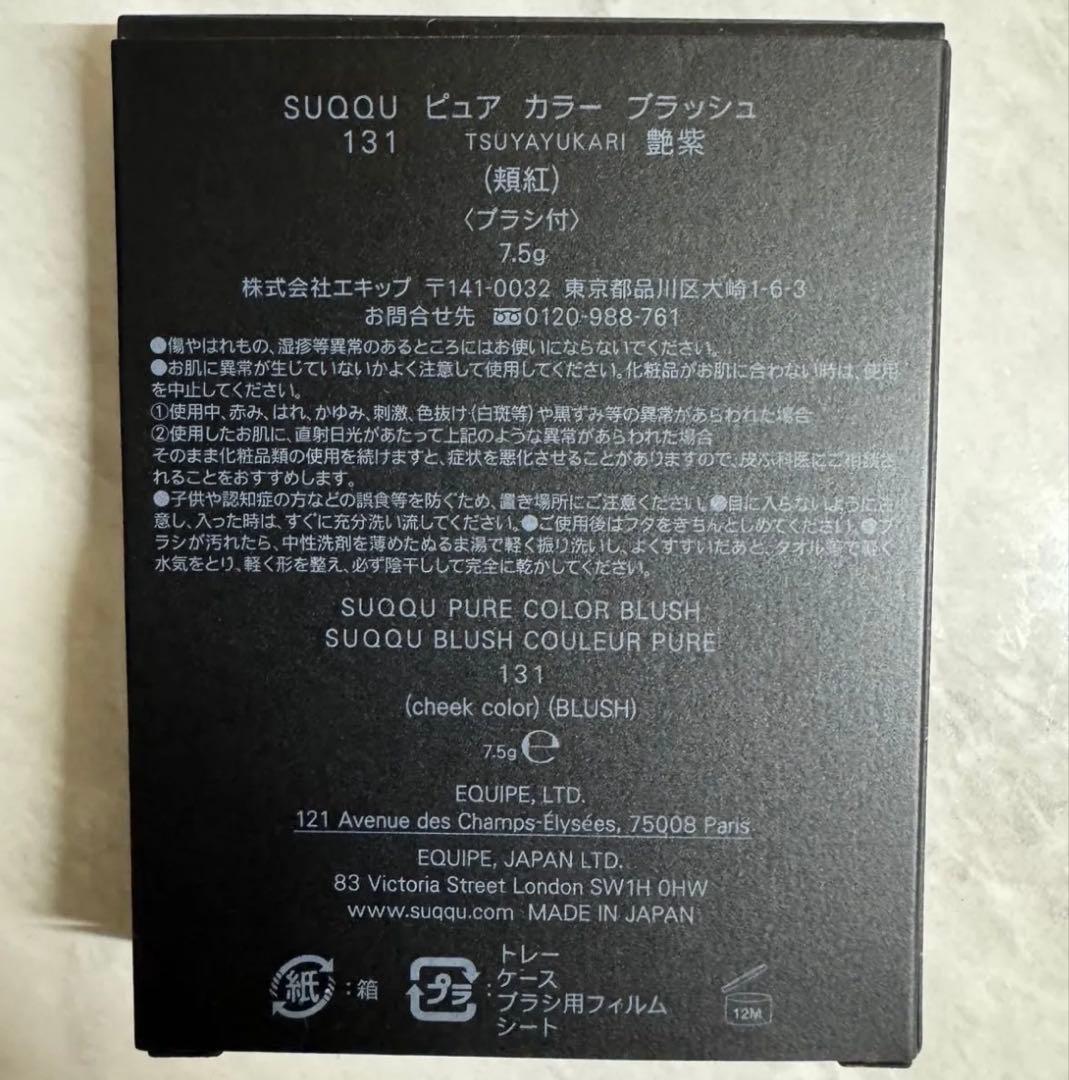 SUQQU ピュア カラー ブラッシュ
131 TSUYAYUKARI 艶紫
(頬紅)
〈ブラシ付〉
7.5g
株式会社エキップ 〒141-0032 東京都品川区大崎1-6-3
お問合せ先 0120-988-761
●傷やはれもの、湿疹等異常のあるところにはお使いにならないでください。
●お肌に異常が生じていないかよく注意して使用してください。化粧品がお肌に合わない時は、使用
を中止してください。
①使用中、赤み、はれ、かゆみ、刺激、色抜け(白斑等)や黒ずみ等の異常があらわれた場合
②使用したお肌に、直射日光があたって上記のような異常があらわれた場合
そのまま化粧品類の使用を続けますと、症状を悪化させることがありますので、皮ふ科医にご相談さ
れることをおすすめします。
●子供や認知症の方などの誤食等を防ぐため、置き場所にご注意ください。●目に入らないように注
意し、入った時は、すぐに充分洗い流してください。●ご使用後はフタをきちんとしめてください。●ブ
ラシが汚れたら、中性洗剤を薄めたぬるま湯で軽く振り洗いし、よくすすいだあと、タオル等で軽く
水気をとり、軽く形を整え、必ず陰干しして完全に乾かしてください。
SUQQU PURE COLOR BLUSH
SUQQU BLUSH COULEUR PURE
131
(cheek color) (BLUSH)
7.5g ℮
EQUIPE, LTD.
121 Avenue des Champs-Élysées, 75008 Paris
EQUIPE, JAPAN LTD.
83 Victoria Street London SW1H 0HW
www.suqqu.com MADE IN JAPAN
紙 : 箱
プラ : トレー
ケース
ブラシ用フィルム
シート
12M